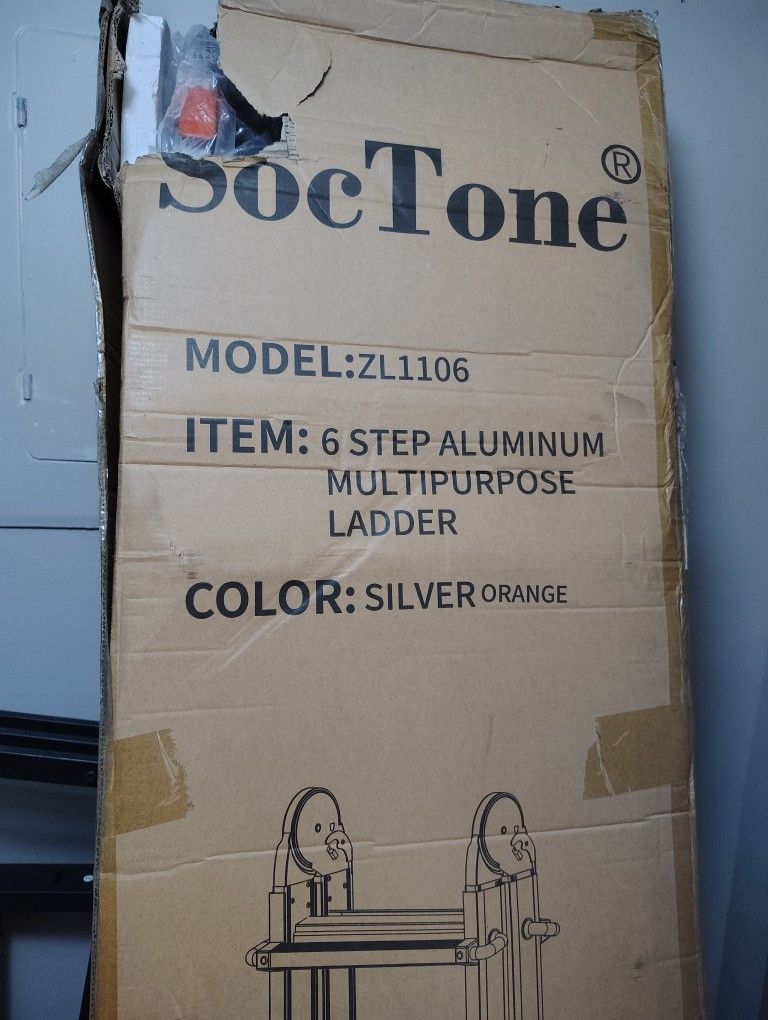 SocTone®
MODEL:ZL1106
ITEM: 6 STEP ALUMINUM
MULTIPURPOSE
LADDER
COLOR: SILVER ORANGE